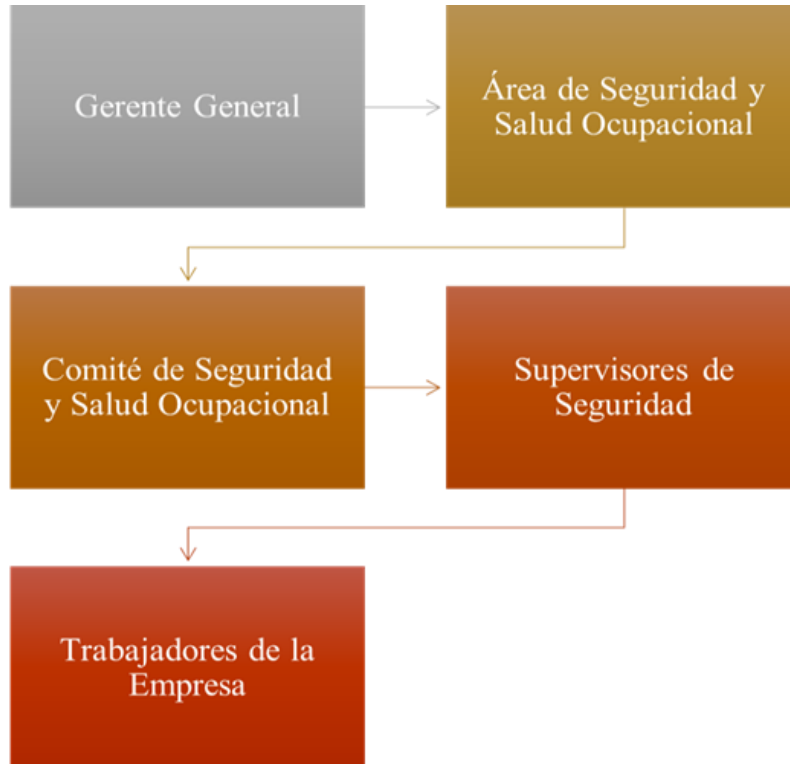 Gerente General
Área de Seguridad y
Salud Ocupacional
Comité de Seguridad
y Salud Ocupacional
Supervisores de
Seguridad
Trabajadores de la
Empresa